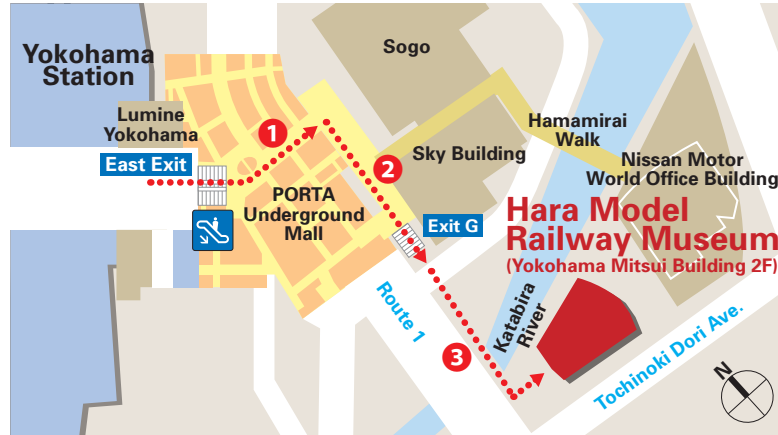 Yokohama
Station
Sogo
Lumine
Yokohama
East Exit
1
PORTA
Underground
Mall
2
Sky Building
Hamamirai
Walk
Nissan Motor
World Office Building
Exit G
Hara Model
Railway Museum
(Yokohama Mitsui Building 2F)
Route 1
3
Katabira
River
Tochinoki Dori Ave.
N